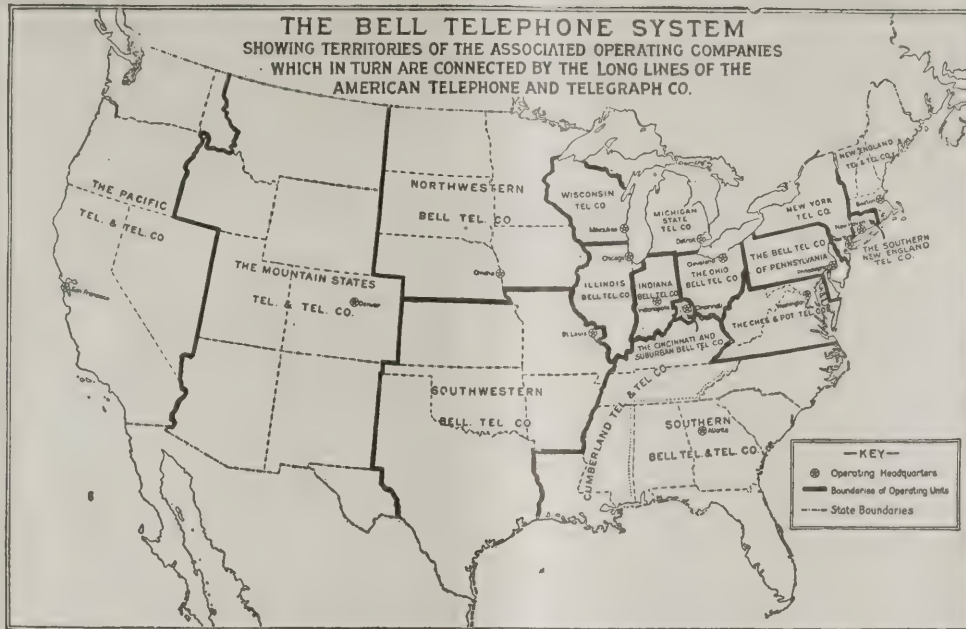 THE BELL TELEPHONE SYSTEM
SHOWING TERRITORIES OF THE ASSOCIATED OPERATING COMPANIES
WHICH IN TURN ARE CONNECTED BY THE LONG LINES OF THE
AMERICAN TELEPHONE AND TELEGRAPH CO.
THE PACIFIC
TEL. & TEL. CO
San Francisco
THE MOUNTAIN STATES
TEL. & TEL. CO.
Denver
NORTHWESTERN
BELL TEL. CO
Omaha
SOUTHWESTERN
BELL. TEL. CO
St. Louis
WISCONSIN
TEL CO
Milwaukee
MICHIGAN
STATE
TEL CO
Detroit
Chicago
ILLINOIS
BELL TEL. CO
INDIANA
BELL TEL CO
Indianapolis
Cleveland
THE OHIO
BELL TEL CO
Cincinnati
THE CINCINNATI AND
SUBURBAN BELL TEL CO.
NEW YORK
TEL CO.
NEW ENGLAND
TEL & TEL CO.
Boston
New Haven
THE SOUTHERN
NEW ENGLAND
TEL CO.
THE BELL TEL CO
OF PENNSYLVANIA
Washington
THE CHES & POT TEL CO
CUMBERLAND TEL & TEL CO.
SOUTHERN
Atlanta
BELL TEL. & TEL. CO.
—KEY—
Operating Headquarters
Boundaries of Operating Units
State Boundaries